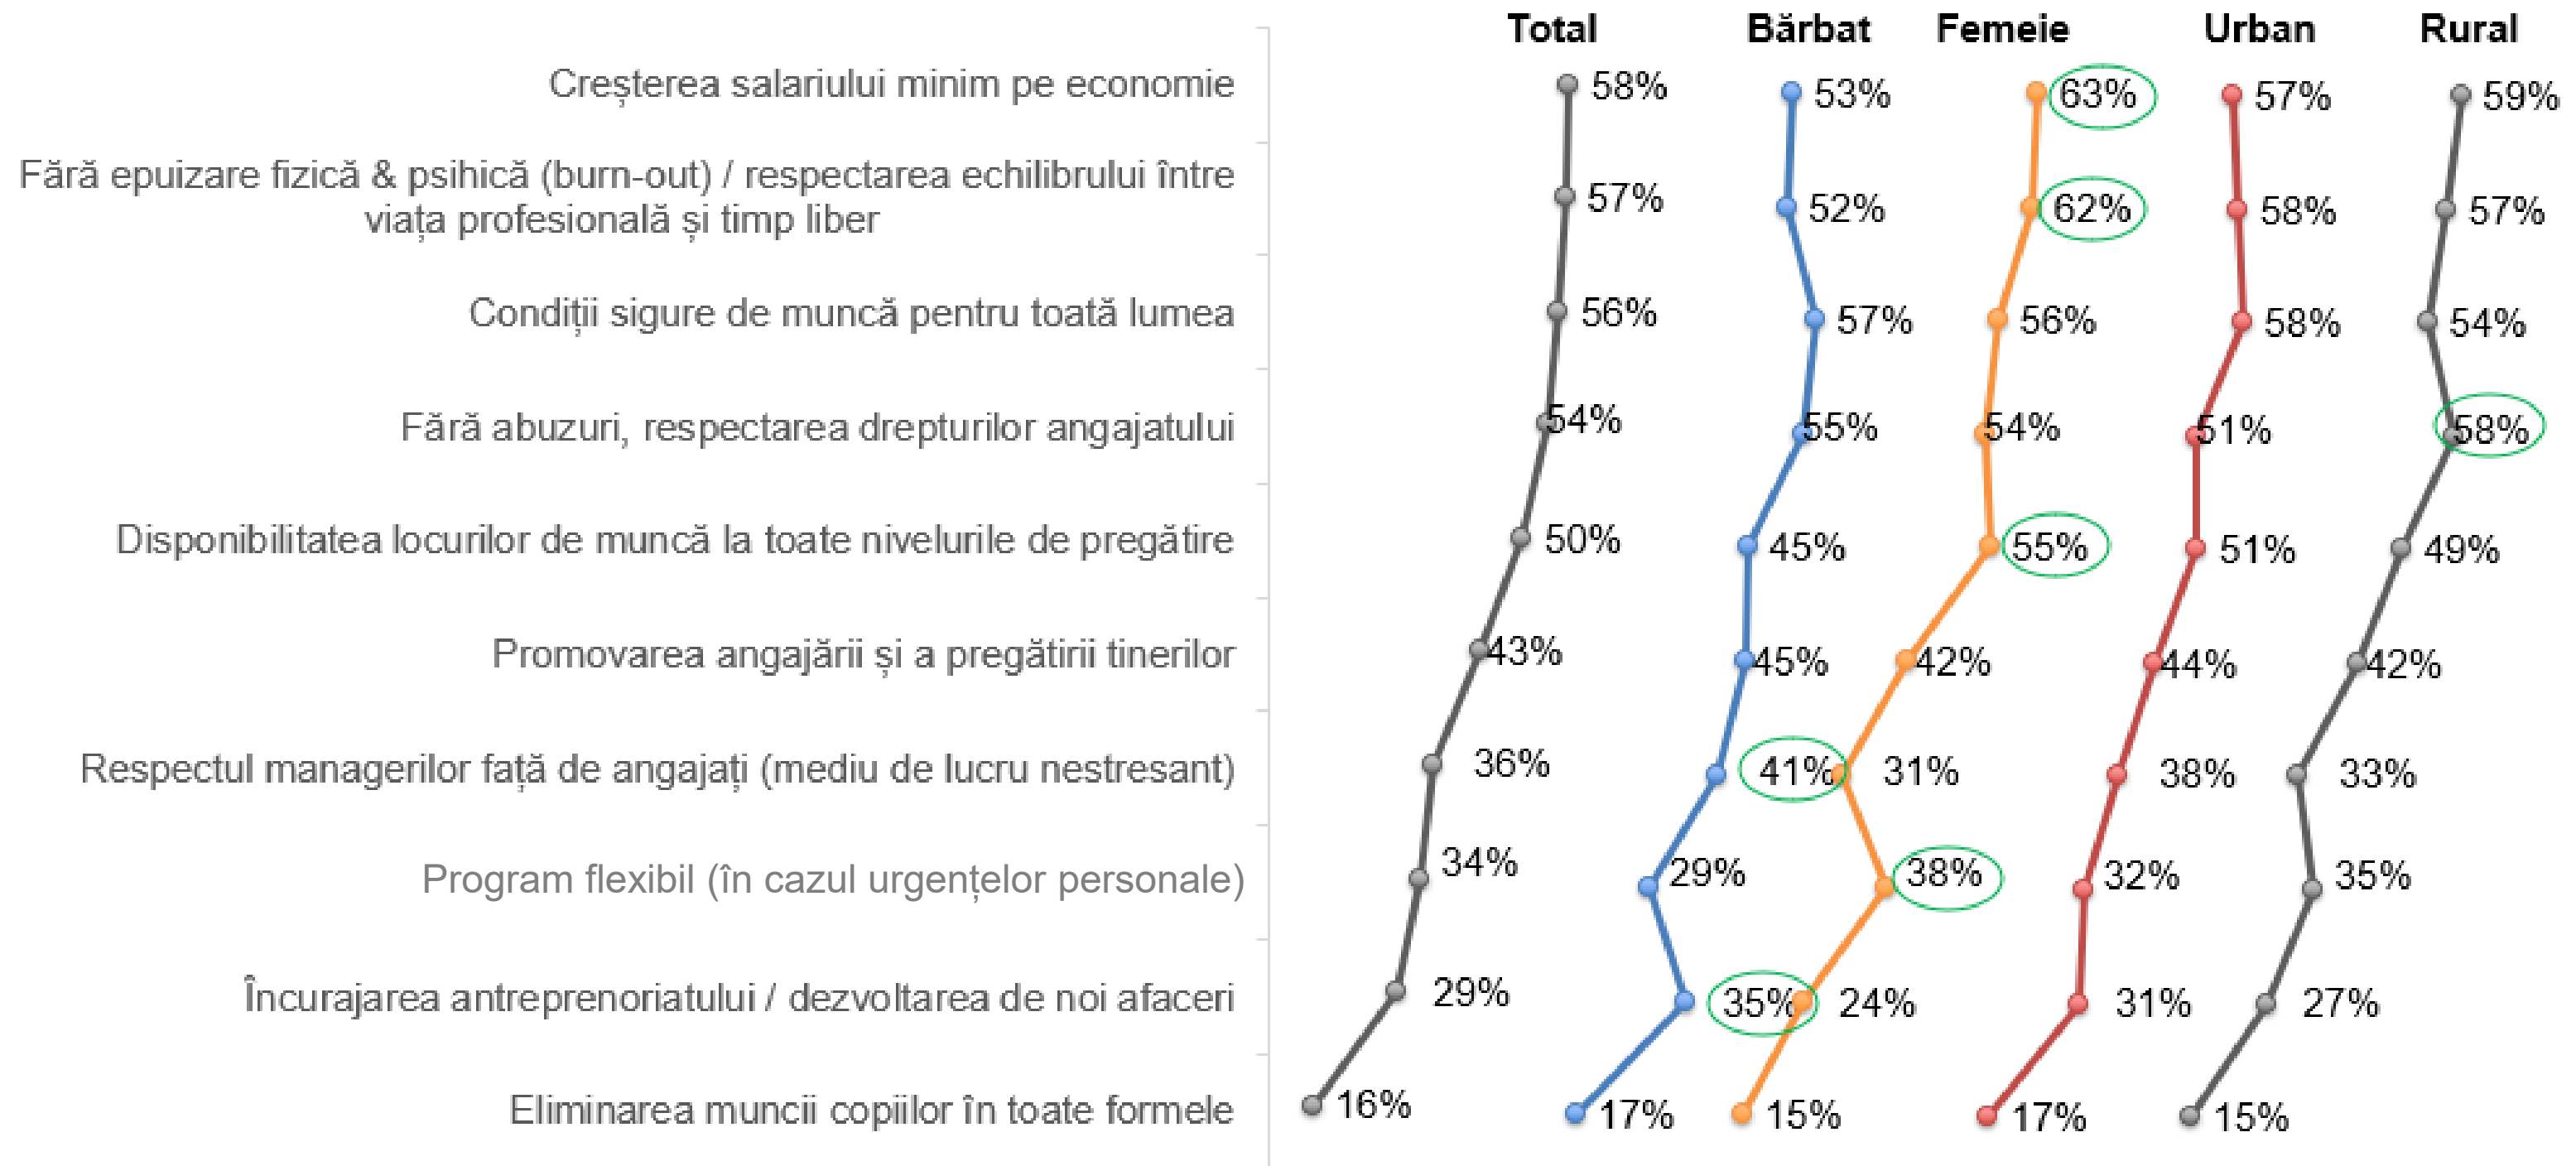 Total Bărbat Femeie Urban Rural
Creșterea salariului minim pe economie 58% 53% 63% 57% 59%
Fără epuizare fizică & psihică (burn-out) / respectarea echilibrului între
viața profesională și timp liber 57% 52% 62% 58% 57%
Condiții sigure de muncă pentru toată lumea 56% 57% 56% 58% 54%
Fără abuzuri, respectarea drepturilor angajatului 54% 55% 54% 51% 58%
Disponibilitatea locurilor de muncă la toate nivelurile de pregătire 50% 45% 55% 51% 49%
Promovarea angajării și a pregătirii tinerilor 43% 45% 42% 44% 42%
Respectul managerilor față de angajați (mediu de lucru nestresant) 36% 41% 31% 38% 33%
Program flexibil (în cazul urgențelor personale) 34% 29% 38% 32% 35%
Încurajarea antreprenoriatului / dezvoltarea de noi afaceri 29% 35% 24% 31% 27%
Eliminarea muncii copiilor în toate formele 16% 17% 15% 17% 15%